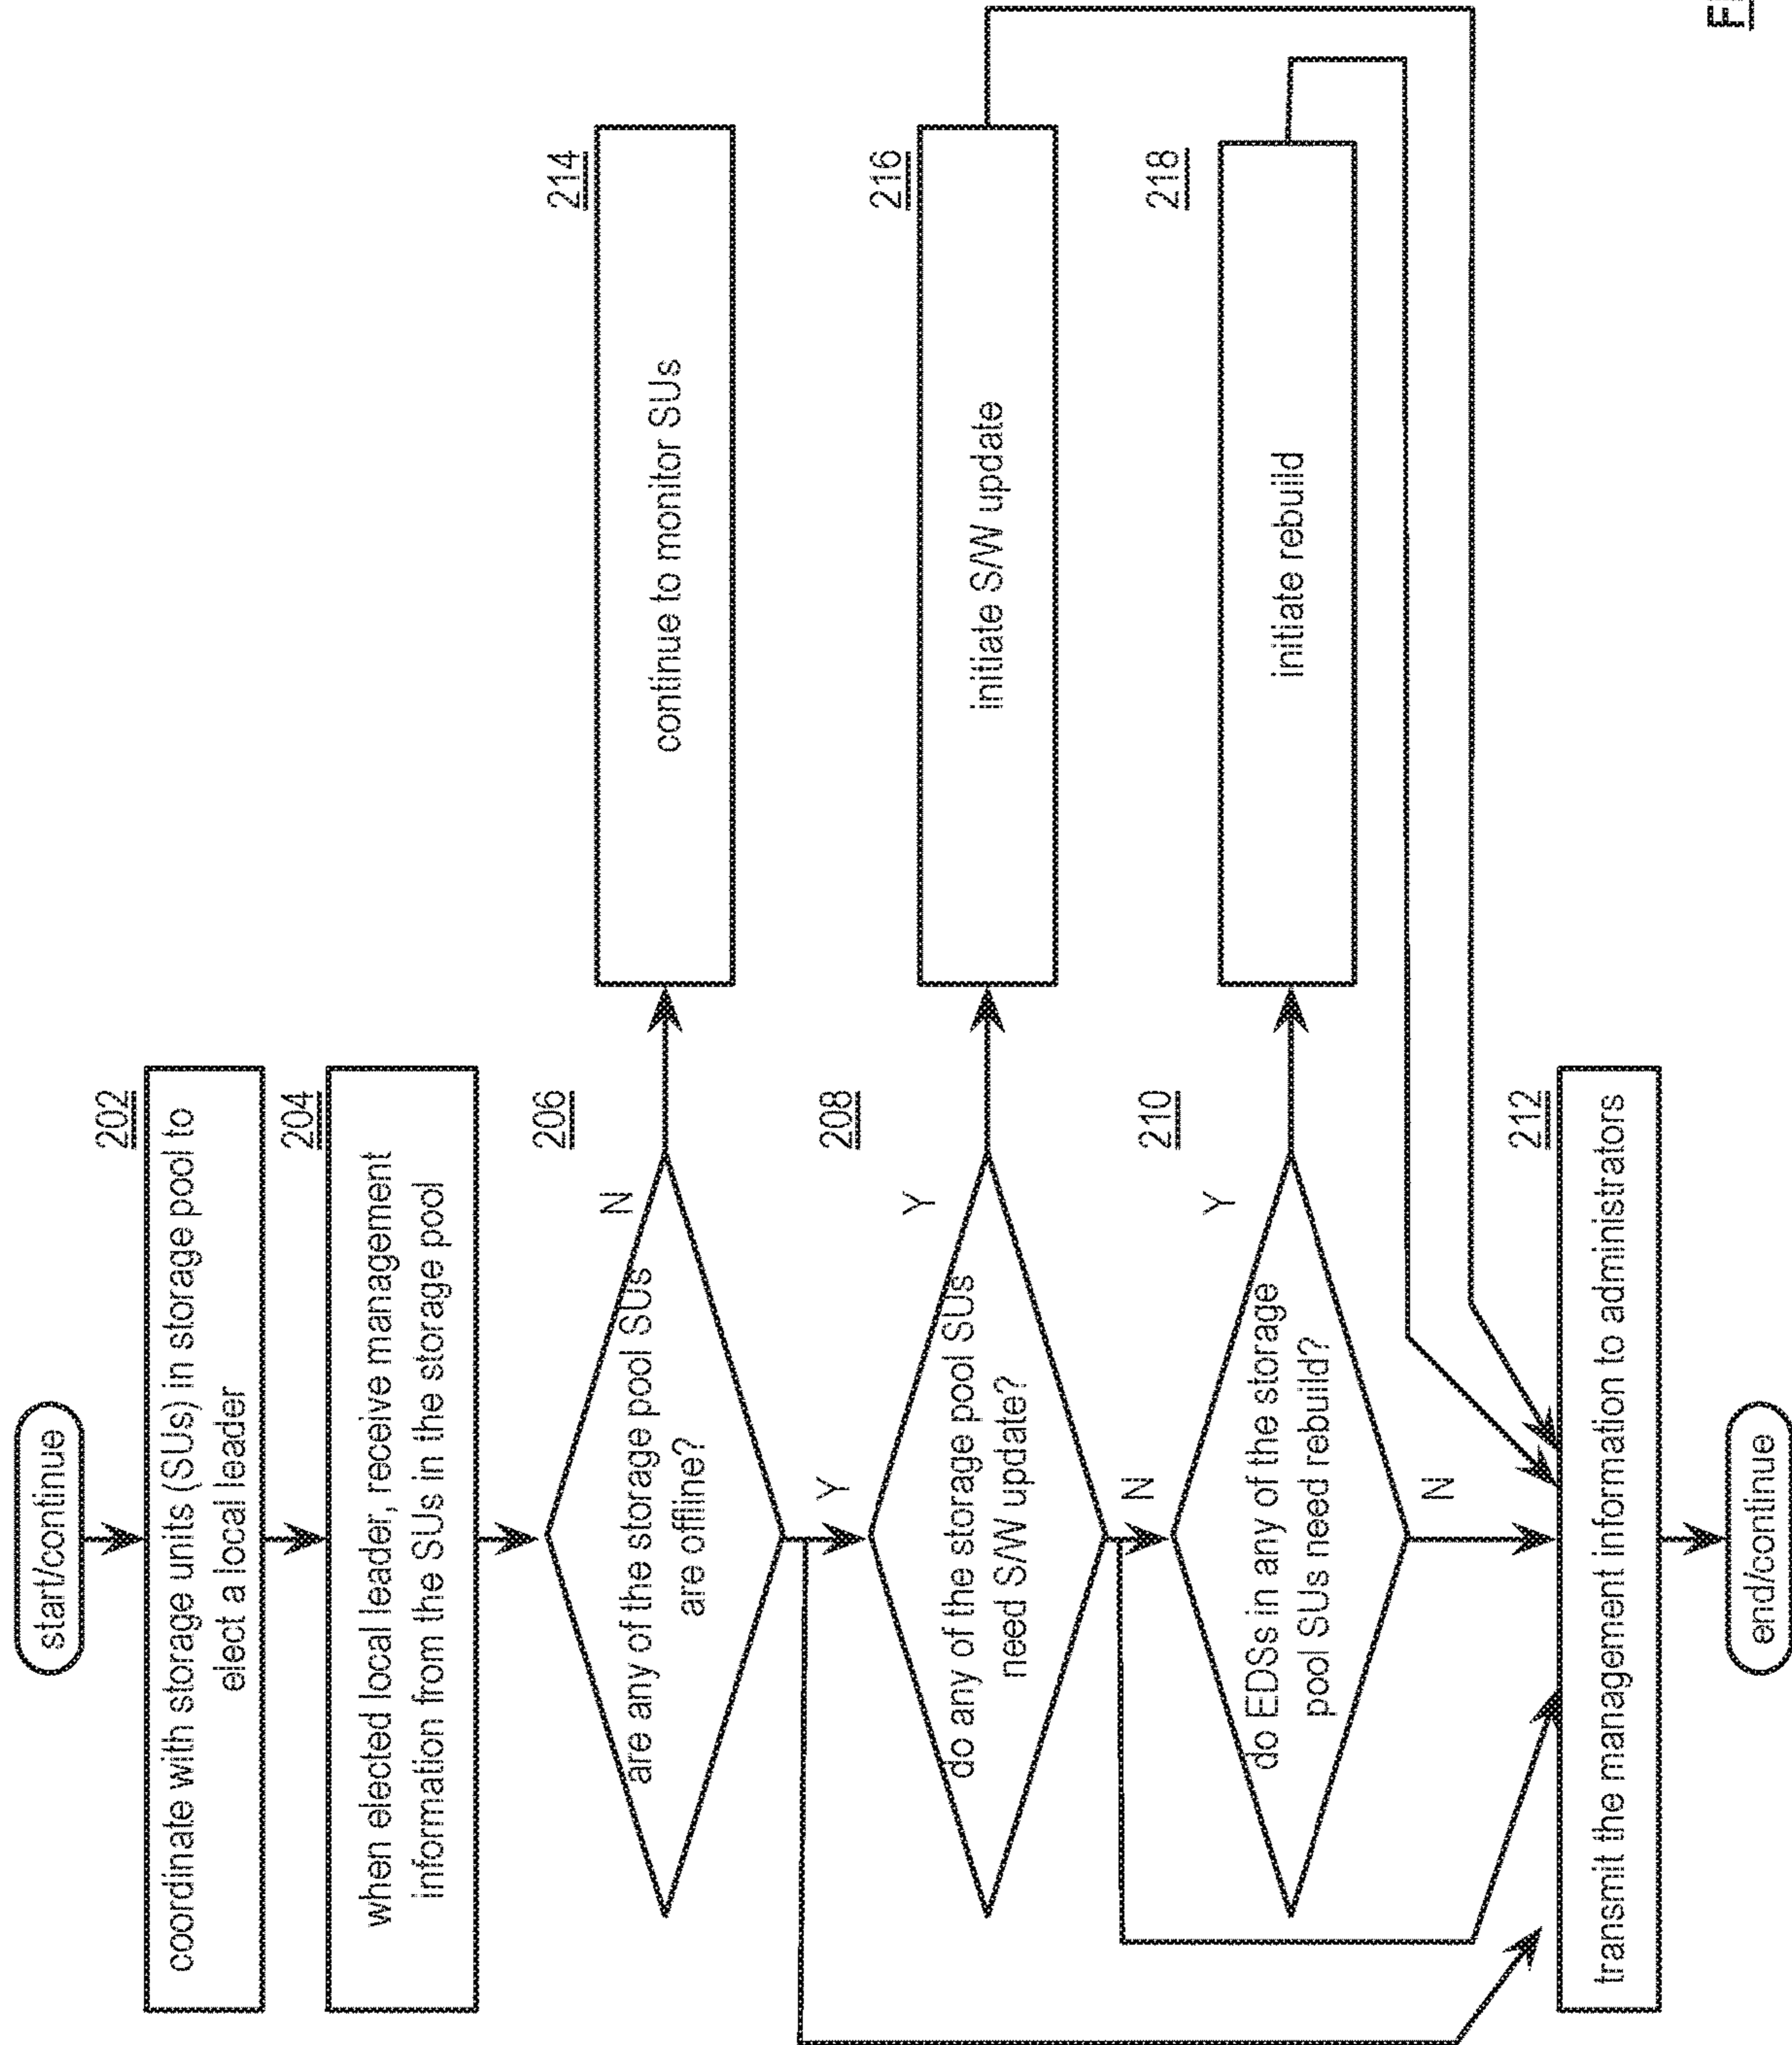 start/continue
202
coordinate with storage units (SUs) in storage pool to
elect a local leader
204
when elected local leader, receive management
information from the SUs in the storage pool
206
are any of the storage pool SUs
are offline?
N
214
continue to monitor SUs
Y
208
do any of the storage pool SUs
need S/W update?
Y
216
initiate S/W update
N
210
do EDSs in any of the storage
pool SUs need rebuild?
Y
218
initiate rebuild
N
212
transmit the management information to administrators
end/continue